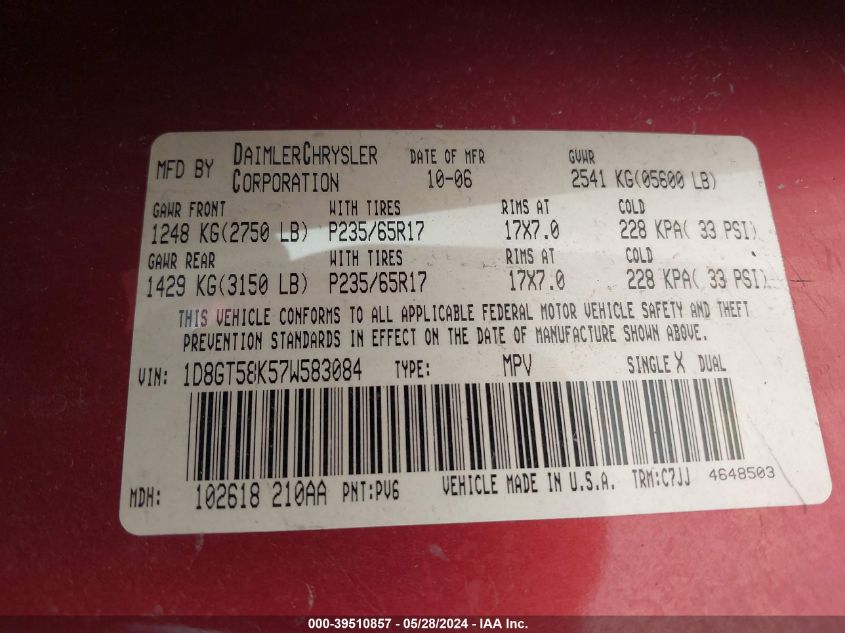 MFD BY DAIMLERCHRYSLER CORPORATION DATE OF MFR 10-06 GVWR 2541 KG(05600 LB)
GAWR FRONT WITH TIRES RIMS AT COLD
1248 KG(2750 LB) P235/65R17 17X7.0 228 KPA( 33 PSI)
GAWR REAR WITH TIRES RIMS AT COLD
1429 KG(3150 LB) P235/65R17 17X7.0 228 KPA( 33 PSI)
THIS VEHICLE CONFORMS TO ALL APPLICABLE FEDERAL MOTOR VEHICLE SAFETY AND THEFT
PREVENTION STANDARDS IN EFFECT ON THE DATE OF MANUFACTURE SHOWN ABOVE.
VIN: 1D8GT58K57W583084 TYPE: MPV SINGLE X DUAL
MDH: 102618 210AA PNT:PV6 VEHICLE MADE IN U.S.A. TRM:C7JJ 4648503
000-39510857 - 05/28/2024 - IAA Inc.